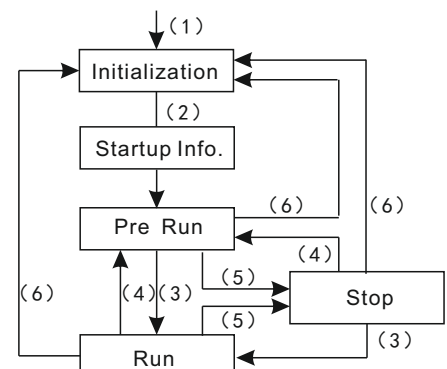 （1）
Initialization
（2）
Startup Info.
Pre Run
（6）
（6）
（4）
（5）
（6）
（4）（3）
Stop
（5）
（3）
Run